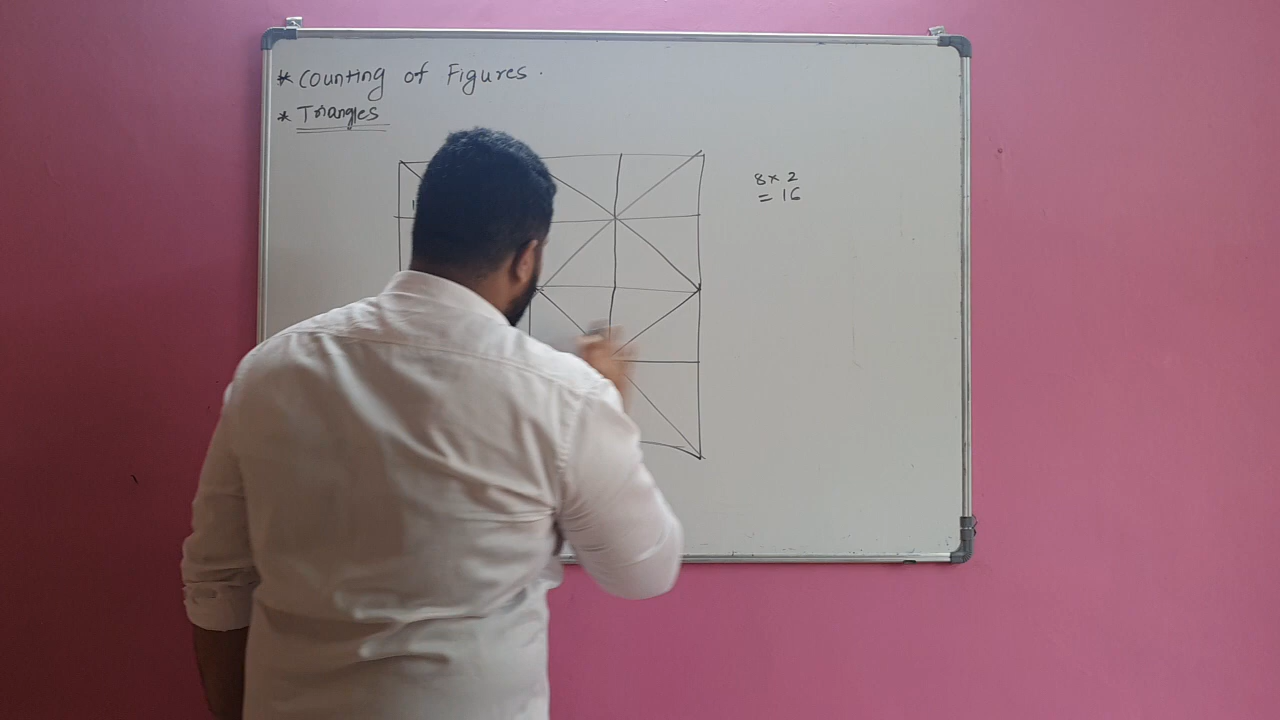 * Counting of Figures.
* Triangles
8 × 2
= 16